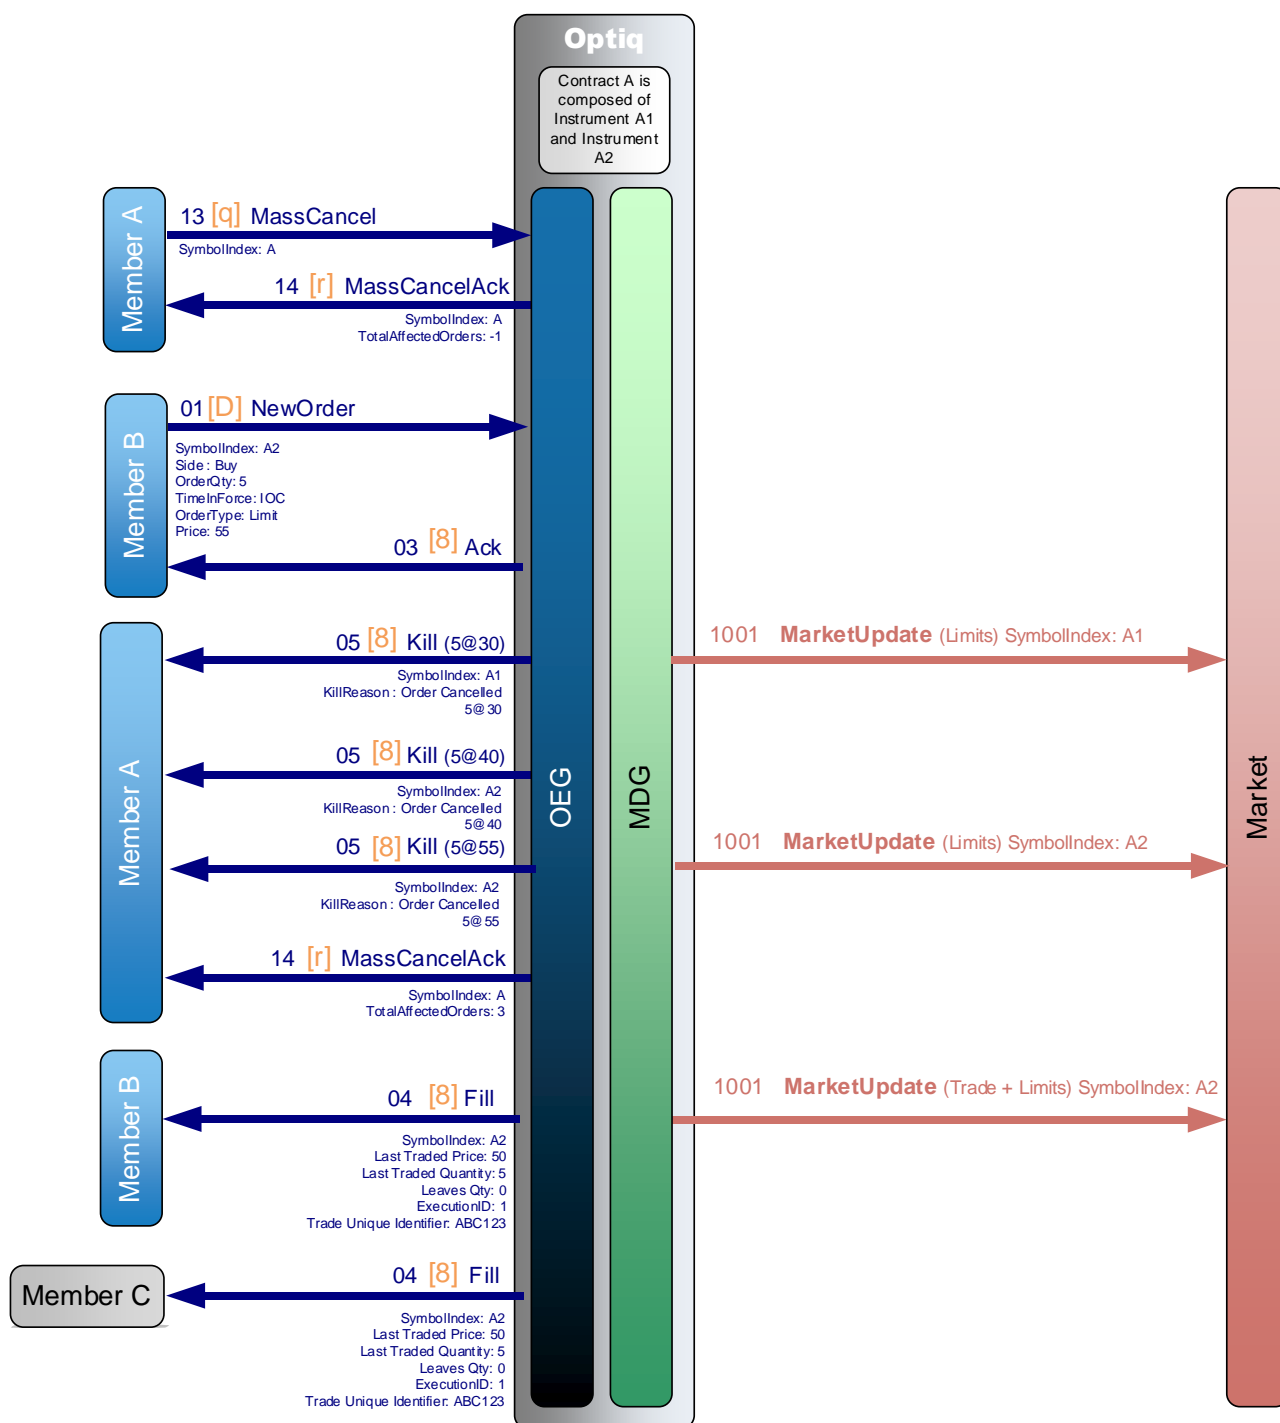 Optiq
Contract A is
composed of
Instrument A1
and Instrument
A2
Member A
13 [q] MassCancel
SymbolIndex: A
14 [r] MassCancelAck
SymbolIndex: A
TotalAffectedOrders: -1
Member B
01 [D] NewOrder
SymbolIndex: A2
Side : Buy
OrderQty: 5
TimeInForce: IOC
OrderType: Limit
Price: 55
03 [8] Ack
Member A
05 [8] Kill (5@30)
SymbolIndex: A1
KillReason : Order Cancelled
5@30
1001 MarketUpdate (Limits) SymbolIndex: A1
05 [8] Kill (5@40)
SymbolIndex: A2
KillReason : Order Cancelled
5@40
OEG
MDG
Market
05 [8] Kill (5@55)
SymbolIndex: A2
KillReason : Order Cancelled
5@55
1001 MarketUpdate (Limits) SymbolIndex: A2
14 [r] MassCancelAck
SymbolIndex: A
TotalAffectedOrders: 3
Member B
04 [8] Fill
SymbolIndex: A2
Last Traded Price: 50
Last Traded Quantity: 5
Leaves Qty: 0
ExecutionID: 1
Trade Unique Identifier: ABC123
1001 MarketUpdate (Trade + Limits) SymbolIndex: A2
Member C
04 [8] Fill
SymbolIndex: A2
Last Traded Price: 50
Last Traded Quantity: 5
Leaves Qty: 0
ExecutionID: 1
Trade Unique Identifier: ABC123